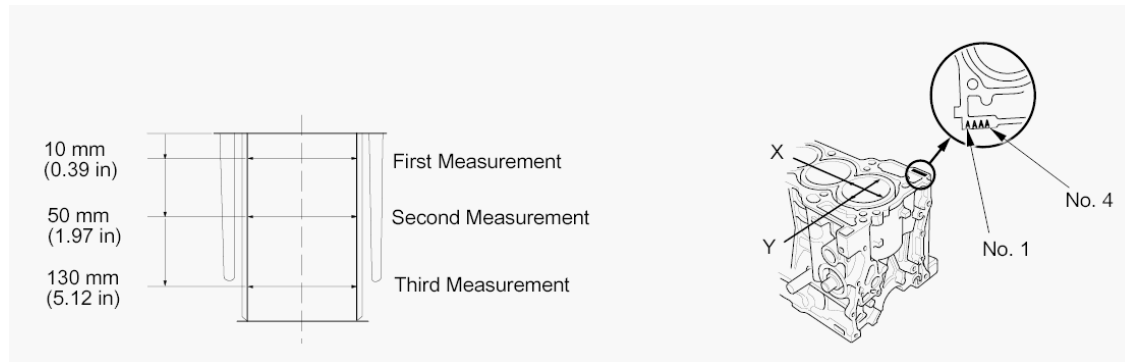 10 mm
(0.39 in)
First Measurement
50 mm
(1.97 in)
Second Measurement
130 mm
(5.12 in)
Third Measurement
X
Y
AAAA
No. 4
No. 1